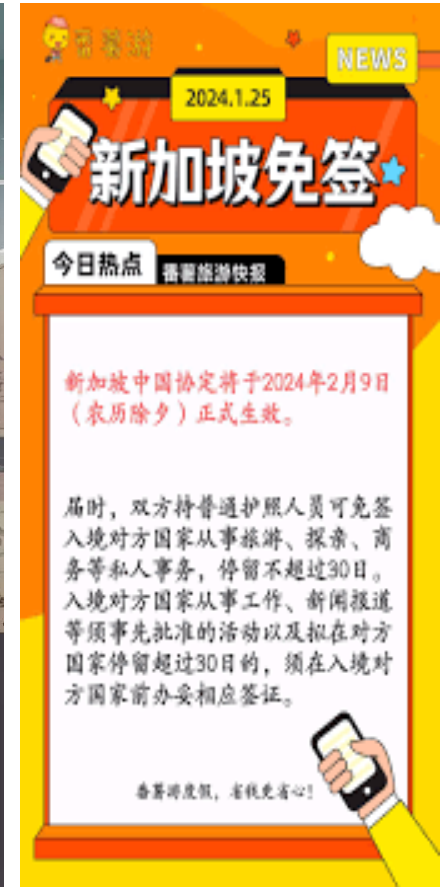 番薯游
NEWS
2024.1.25
新加坡免签
今日热点
番薯旅游快报
新加坡中国协定将于2024年2月9日
（农历除夕）正式生效。
届时，双方持普通护照人员可免签
入境对方国家从事旅游、探亲、商
务等私人事务，停留不超过30日。
入境对方国家从事工作、新闻报道
等须事先批准的活动以及拟在对方
国家停留超过30日的，须在入境对
方国家前办妥相应签证。
番薯游度假，省钱更省心！